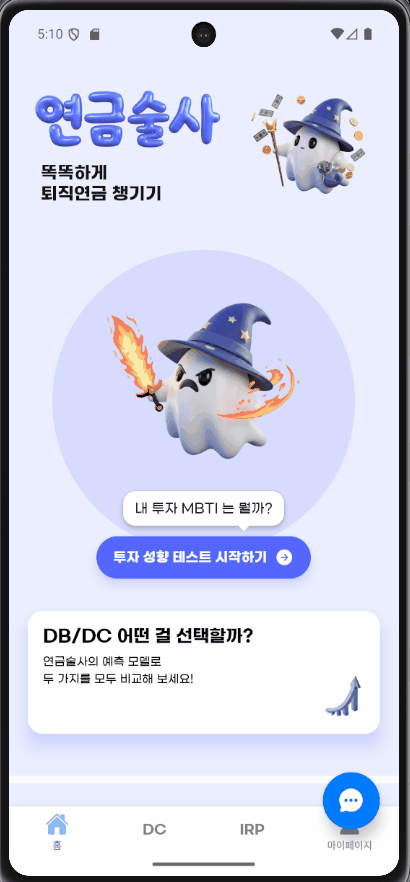 5:10
연금술사
똑똑하게
퇴직연금 챙기기
내 투자 MBTI 는 뭘까?
투자 성향 테스트 시작하기
DB/DC 어떤 걸 선택할까?
연금술사의 예측 모델로
두 가지를 모두 비교해 보세요!
홈
DC
IRP
마이페이지